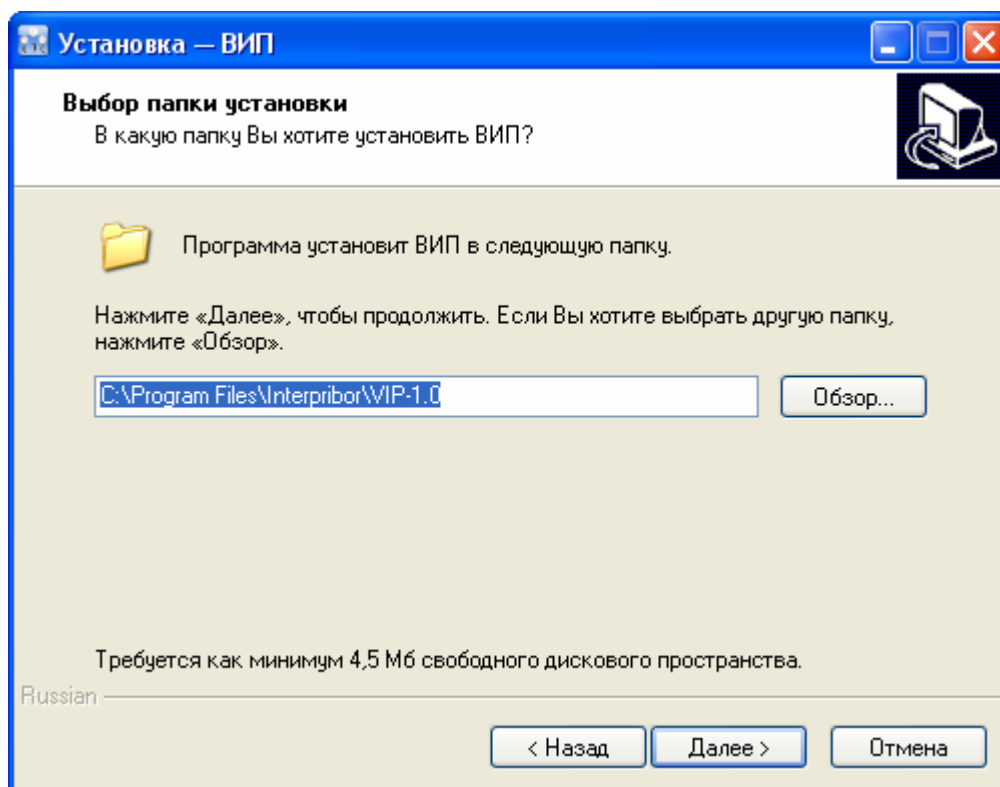 Установка — ВИП
Выбор папки установки
В какую папку Вы хотите установить ВИП?
Программа установит ВИП в следующую папку.
Нажмите «Далее», чтобы продолжить. Если Вы хотите выбрать другую папку,
нажмите «Обзор».
C:\Program Files\Interpribor\VIP-1.0
Обзор...
Требуется как минимум 4,5 Мб свободного дискового пространства.
Russian
< Назад
Далее >
Отмена